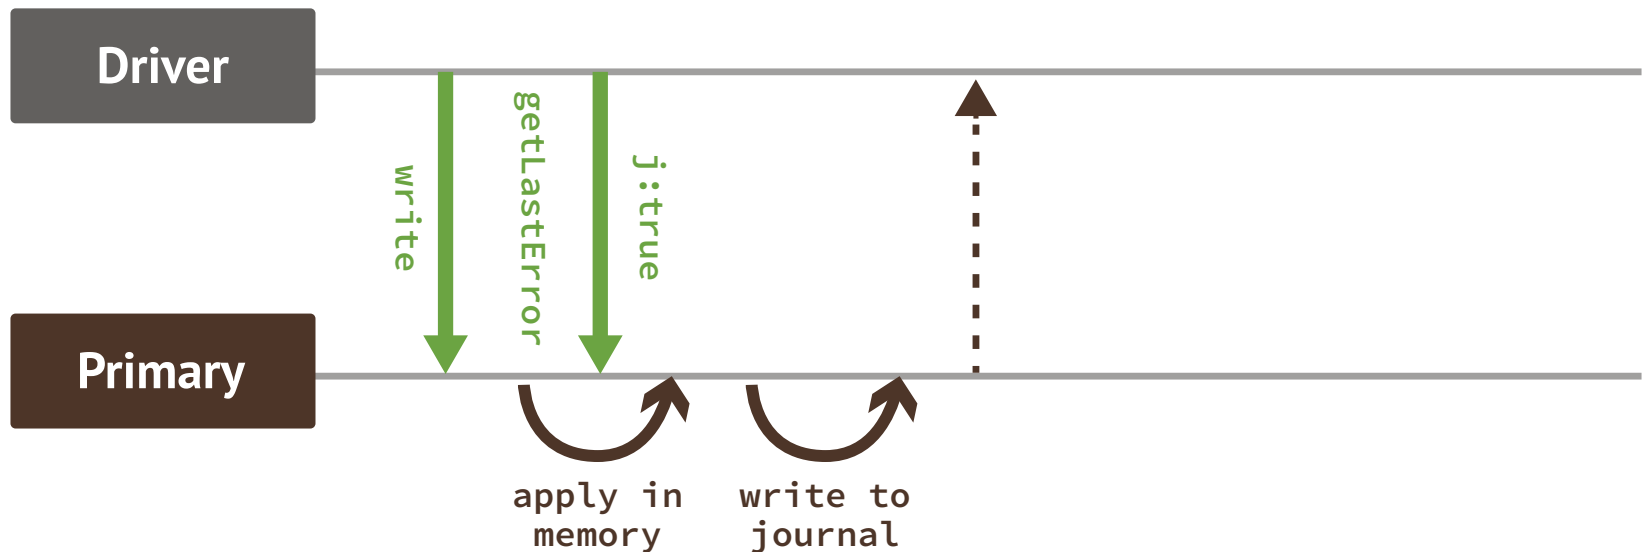 Driver
write
getLastError
j:true
Primary
apply in
memory
write to
journal